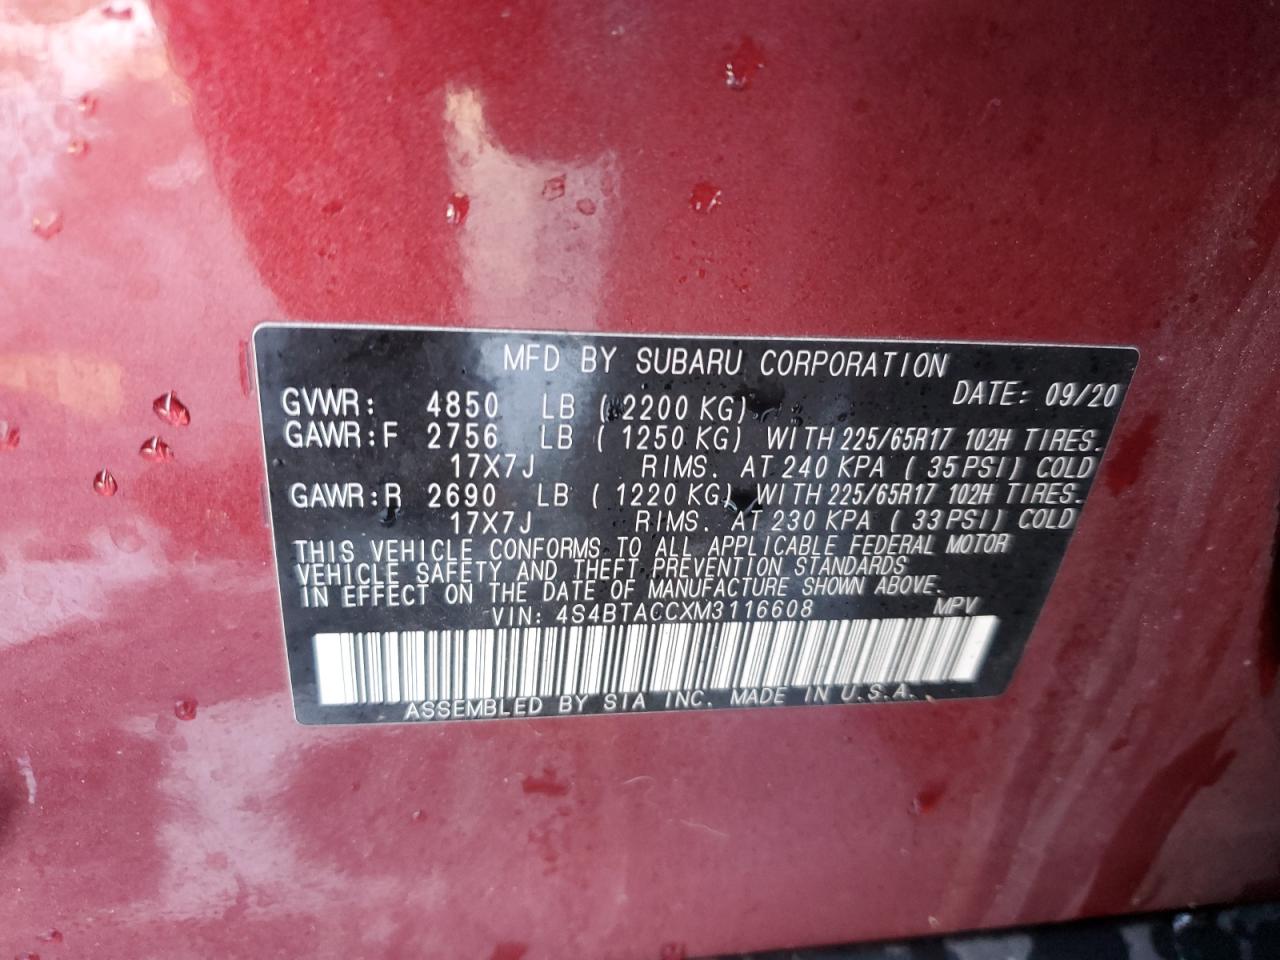 MFD BY SUBARU CORPORATION
DATE: 09/20
GVWR: 4850 LB ( 2200 KG)
GAWR:F 2756 LB ( 1250 KG) WITH 225/65R17 102H TIRES.
17X7J RIMS. AT 240 KPA ( 35PSI) COLD
GAWR:R 2690 LB ( 1220 KG) WITH 225/65R17 102H TIRES.
17X7J RIMS. AT 230 KPA ( 33PSI) COLD
THIS VEHICLE CONFORMS TO ALL APPLICABLE FEDERAL MOTOR
VEHICLE SAFETY AND THEFT PREVENTION STANDARDS
IN EFFECT ON THE DATE OF MANUFACTURE SHOWN ABOVE.
VIN: 4S4BTACCXM3116608 MPV
ASSEMBLED BY SIA INC. MADE IN U.S.A.